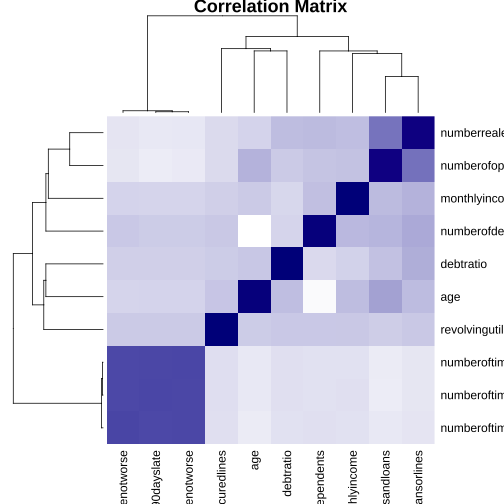 Correlation Matrix
numberreale
numberofop
monthlyinco
numberofde
debtratio
age
revolvingutil
numberoftim
numberoftim
numberoftim
enotworse
00dayslate
enotworse
curedlines
age
debtratio
ependents
hlyincome
sandloans
ansorlines